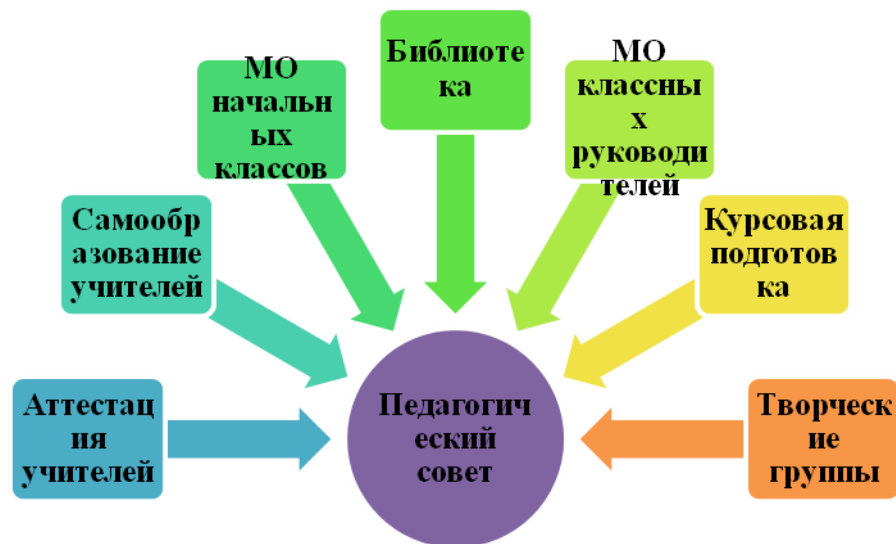 Аттестац
ия
учителей
Самообр
азование
учителей
МО
начальн
ых
классов
Библиоте
ка
МО
классны
х
руководи
телей
Курсовая
подготов
ка
Творческ
ие
группы
Педагогич
еский
совет